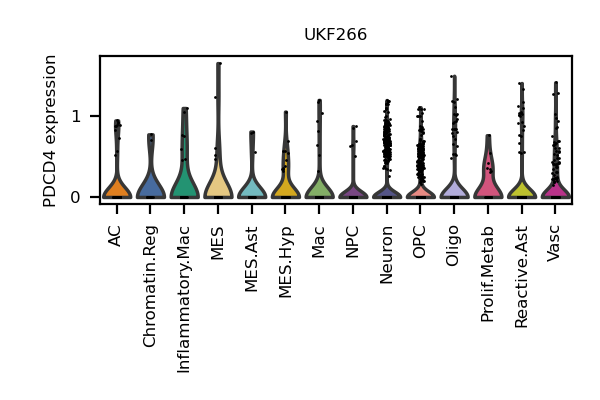 UKF266
PDCD4 expression
1
0
AC
Chromatin.Reg
Inflammatory.Mac
MES
MES.Ast
MES.Hyp
Mac
NPC
Neuron
OPC
Oligo
Prolif.Metab
Reactive.Ast
Vasc